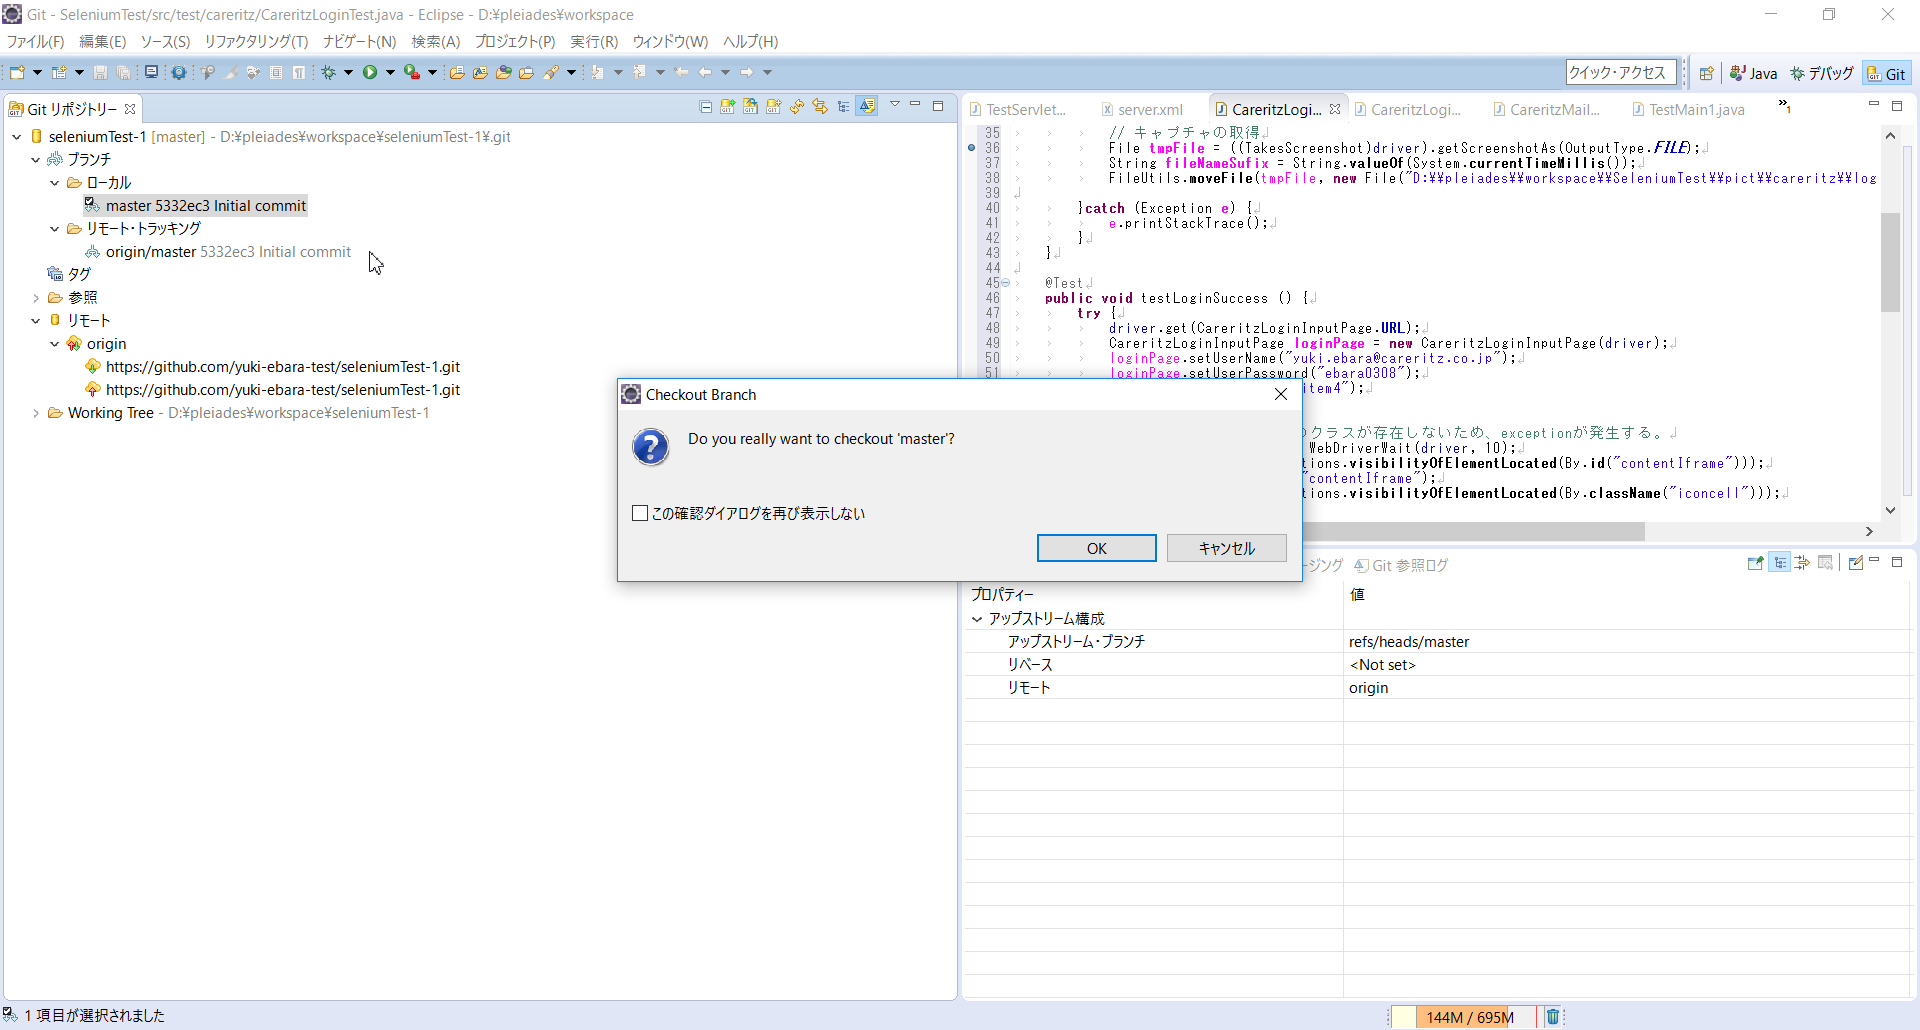 Git - SeleniumTest/src/test/careritz/CareritzLoginTest.java - Eclipse - D:¥pleiades¥workspace
ファイル(F) 編集(E) ソース(S) リファクタリング(T) ナビゲート(N) 検索(A) プロジェクト(P) 実行(R) ウィンドウ(W) ヘルプ(H)
クイック・アクセス
Java
デバッグ
Git
Git リポジトリー
seleniumTest-1 [master] - D:¥pleiades¥workspace¥seleniumTest-1¥.git
ブランチ
ローカル
master 5332ec3 Initial commit
リモート・トラッキング
origin/master 5332ec3 Initial commit
タグ
参照
リモート
origin
https://github.com/yuki-ebara-test/seleniumTest-1.git
https://github.com/yuki-ebara-test/seleniumTest-1.git
Working Tree - D:¥pleiades¥workspace¥seleniumTest-1
TestServlet... server.xml CareritzLogi... CareritzLogi... CareritzMail... TestMain1.java »1
35 // キャプチャの取得
36 File tmpFile = ((TakesScreenshot)driver).getScreenshotAs(OutputType.FILE);
37 String fileNameSufix = String.valueOf(System.currentTimeMillis());
38 FileUtils.moveFile(tmpFile, new File("D:¥¥pleiades¥¥workspace¥¥SeleniumTest¥¥pict¥¥careritz¥¥log
39
40 }catch (Exception e) {
41 e.printStackTrace();
42 }
43 }
44
45 @Test
46 public void testLoginSuccess () {
47 try {
48 driver.get(CareritzLoginInputPage.URL);
49 CareritzLoginInputPage loginPage = new CareritzLoginInputPage(driver);
50 loginPage.setUserName("yuki.ebara@careritz.co.jp");
51 loginPage.setUserPassword("ebara0308");
item4");
クラスが存在しないため、exceptionが発生する。
WebDriverWait(driver, 10);
tions.visibilityOfElementLocated(By.id("contentIframe")));
"contentIframe");
tions.visibilityOfElementLocated(By.className("iconcell")));
Checkout Branch
Do you really want to checkout 'master'?
この確認ダイアログを再び表示しない
OK
キャンセル
ージング
Git 参照ログ
プロパティー 値
アップストリーム構成
アップストリーム・ブランチ refs/heads/master
リベース <Not set>
リモート origin
1 項目が選択されました
144M / 695M